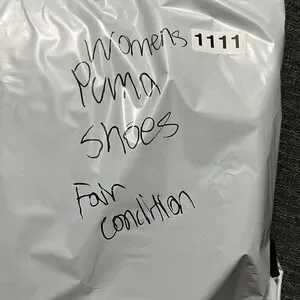 Womens 1111
Puma
Shoes
Fair
condition